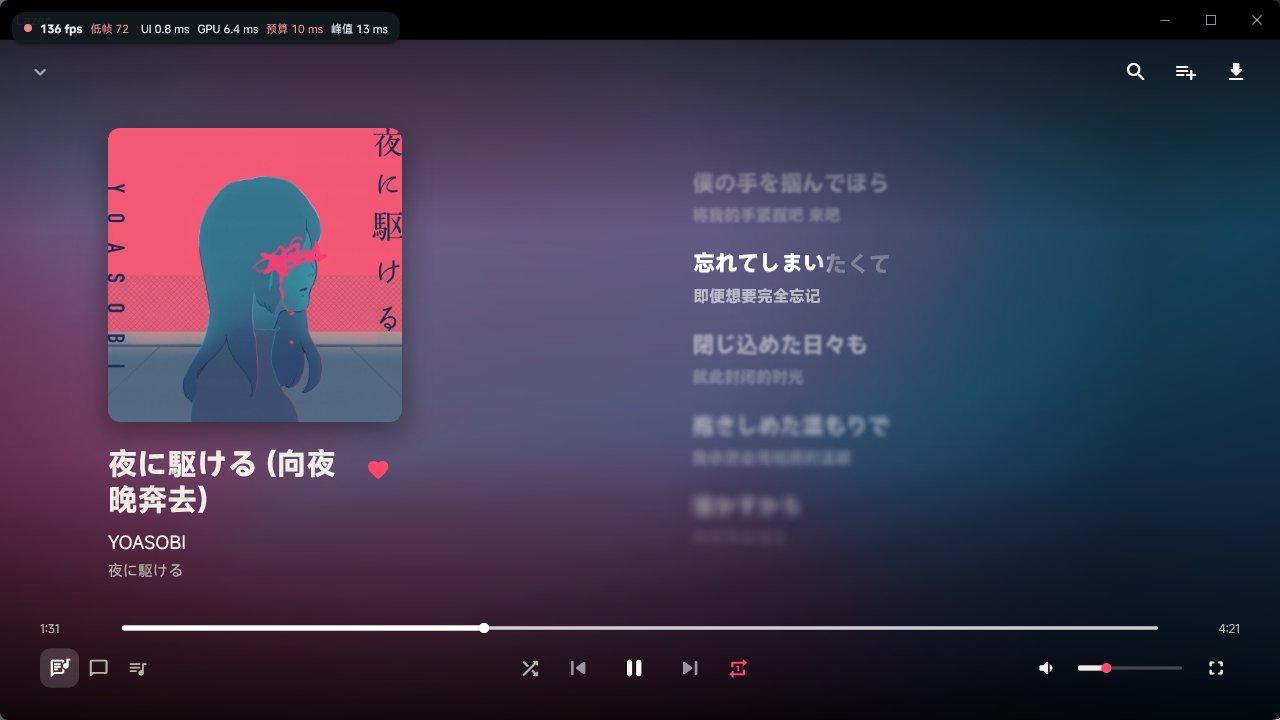 136 fps 低帧 72 UI 0.8 ms GPU 6.4 ms 预算 10 ms 峰值 13 ms
夜に駆ける
YOASOBI
夜に駆ける (向夜
晚奔去)
YOASOBI
夜に駆ける
僕の手を掴んでほら
将我的手紧握吧 来吧
忘れてしまいたくて
即便想要完全忘记
閉じ込めた日々も
就此封闭的时光
抱きしめた温もりで
1:31
4:21